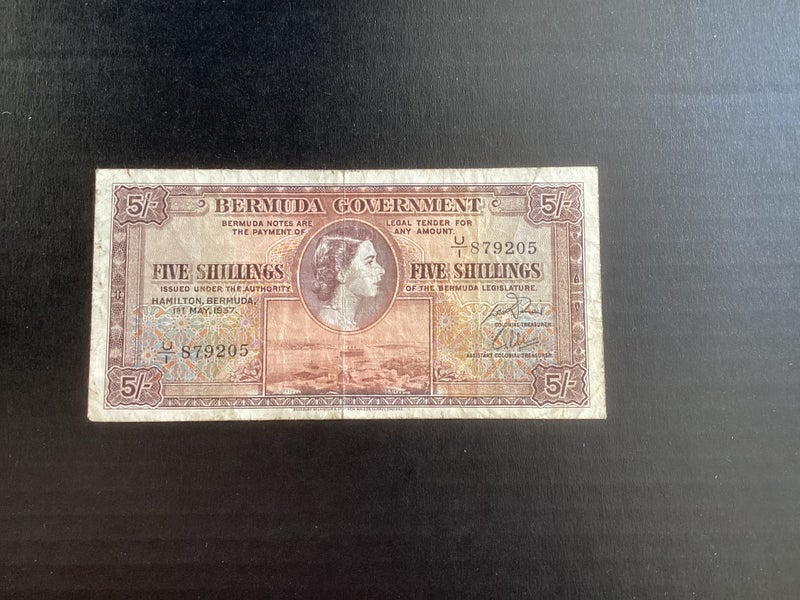 5/- BERMUDA GOVERNMENT 5/-
BERMUDA NOTES ARE LEGAL TENDER FOR
THE PAYMENT OF ANY AMOUNT.
U/1 879205
FIVE SHILLINGS FIVE SHILLINGS
ISSUED UNDER THE AUTHORITY OF THE BERMUDA LEGISLATURE.
HAMILTON, BERMUDA,
1ST MAY, 1957.
COLONIAL TREASURER.
U/1 879205
ASSISTANT COLONIAL TREASURER.
5/- 5/-